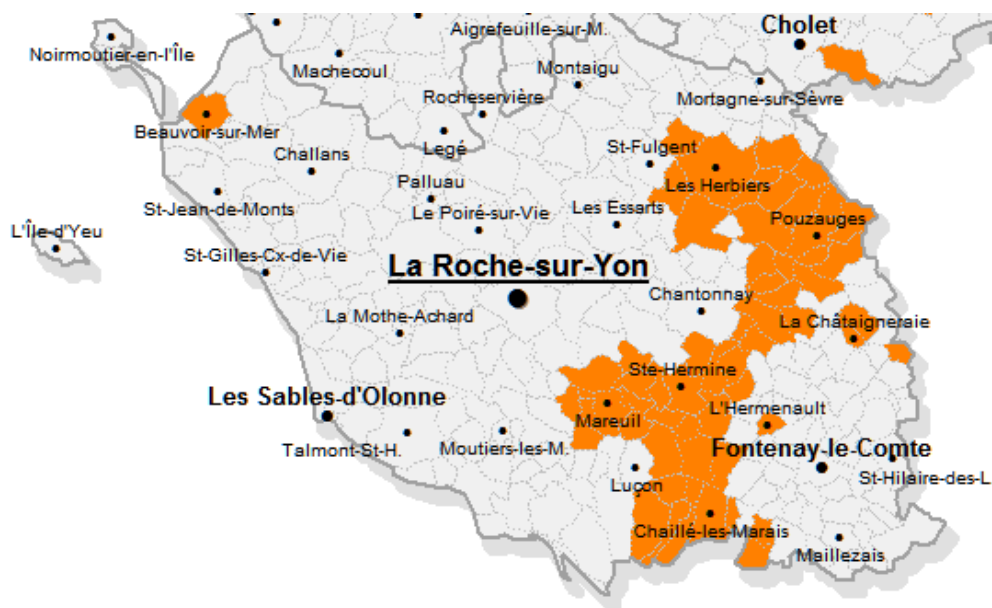 Cholet
Aigrefeuille-sur-M.
Noirmoutier-en-l'Île
Machecoul
Montaigu
Rocheservière
Mortagne-sur-Sèvre
Beauvoir-sur-Mer
Legé
St-Fulgent
Challans
Les Herbiers
Palluau
St-Jean-de-Monts
Le Poiré-sur-Vie
Les Essarts
Pouzauges
L'Île-d'Yeu
St-Gilles-Cx-de-Vie
La Roche-sur-Yon
Chantonnay
La Mothe-Achard
La Châtaigneraie
Ste-Hermine
Les Sables-d'Olonne
L'Hermenault
Mareuil
Talmont-St-H.
Moutiers-les-M.
Fontenay-le-Comte
St-Hilaire-des-L.
Luçon
Chaillé-les-Marais
Maillezais